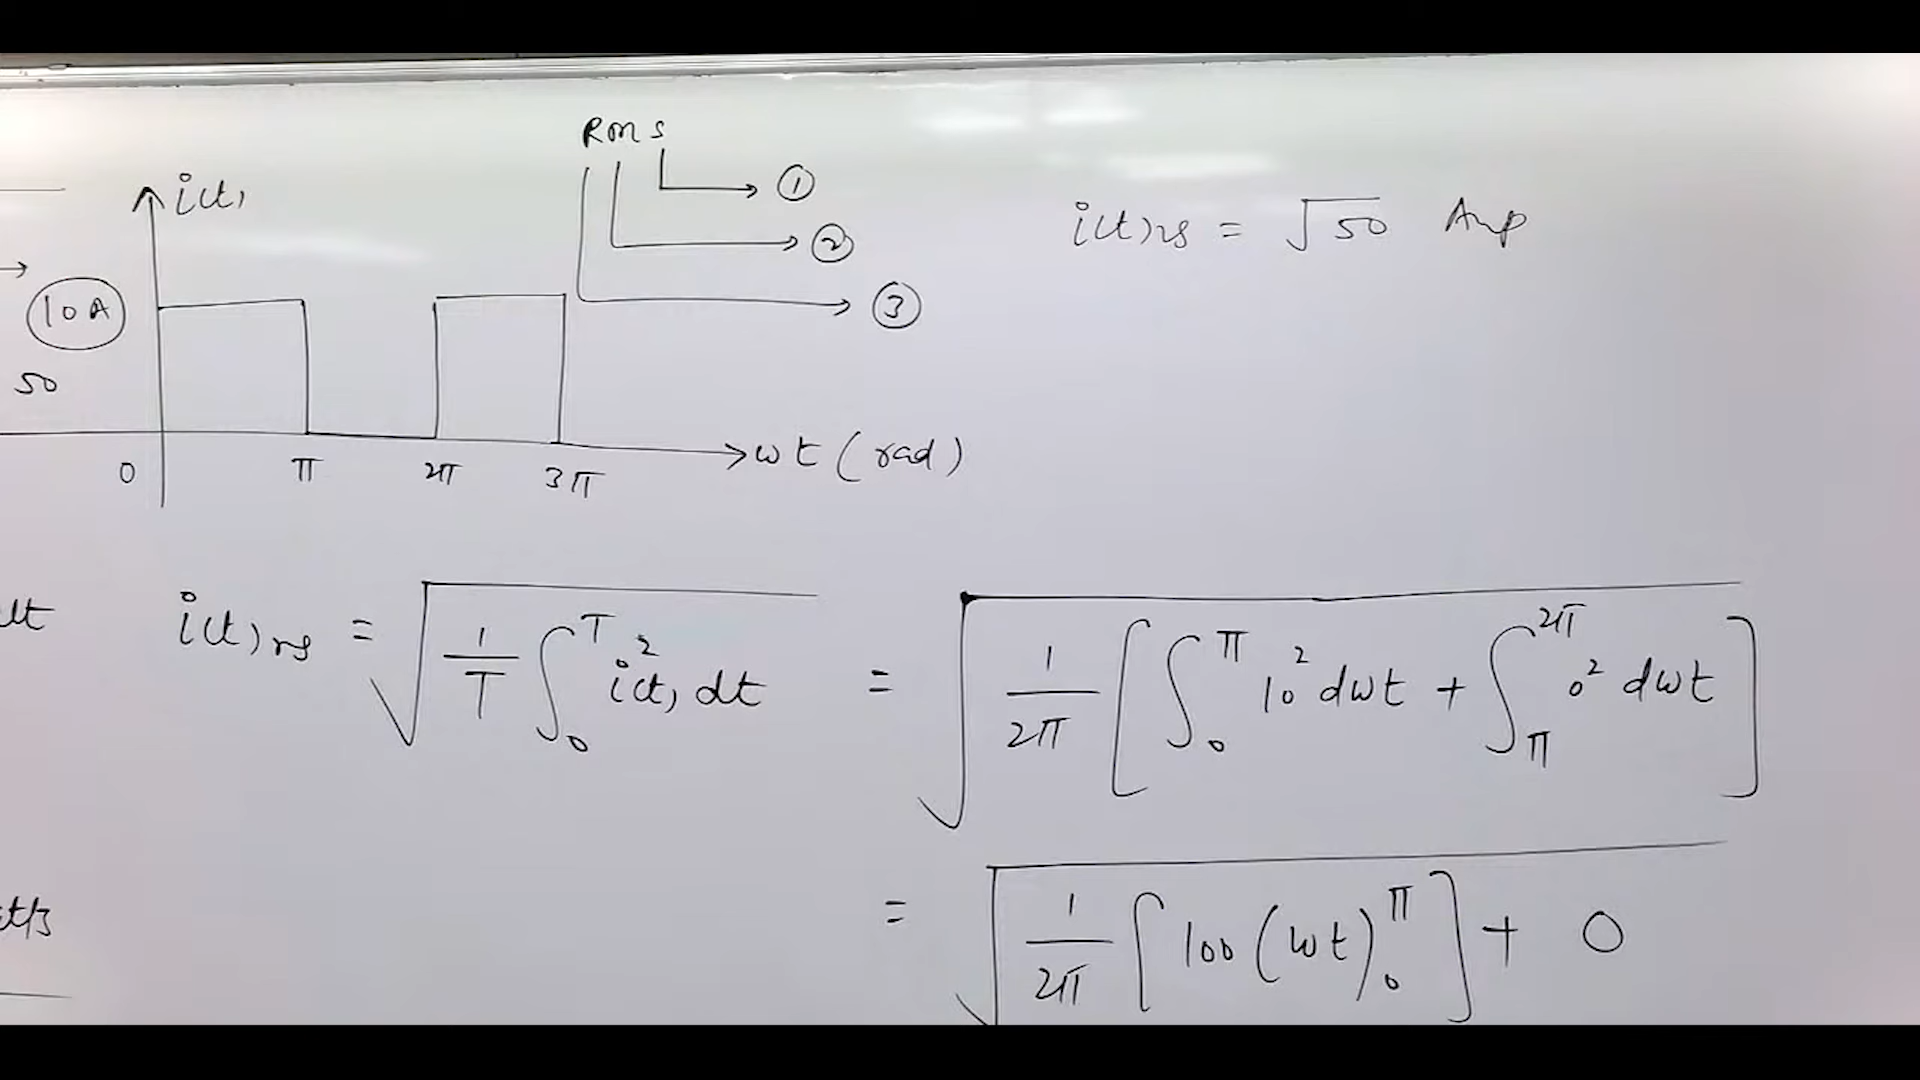 RMS
①
i(t)
②
i(t)rs = √50 Amp
10A
③
50
ωt (rad)
0 π 2π 3π
dt
i(t)rs = √(1/T ∫₀ᵀ i²(t) dt) = √(1/2π [∫₀^π 10² dωt + ∫_π^2π 0² dωt])
= √(1/2π [100 (ωt)₀^π] + 0